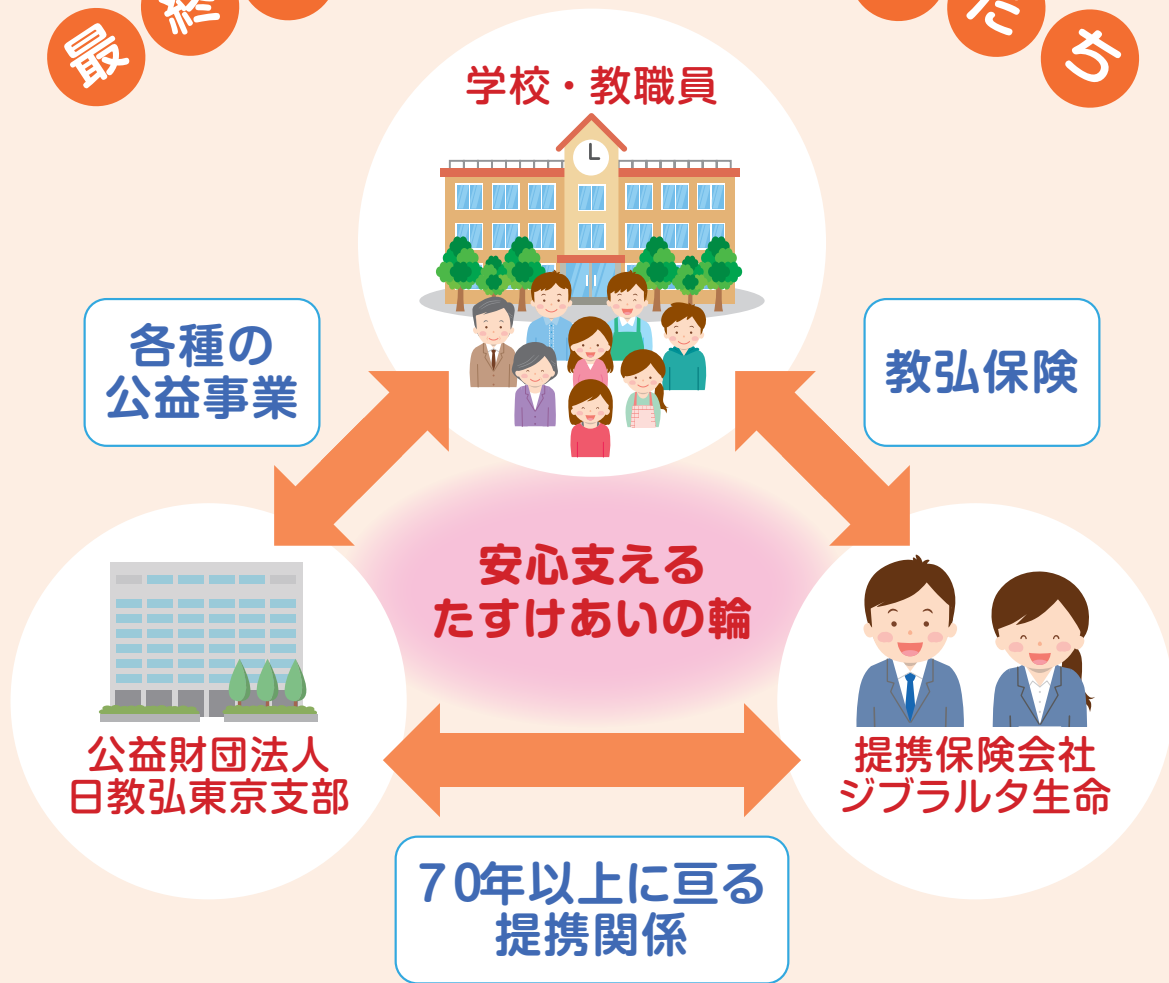 最終
たち
学校・教職員
各種の
公益事業
教弘保険
安心支える
たすけあいの輪
公益財団法人
日教弘東京支部
提携保険会社
ジブラルタ生命
70年以上に亘る
提携関係